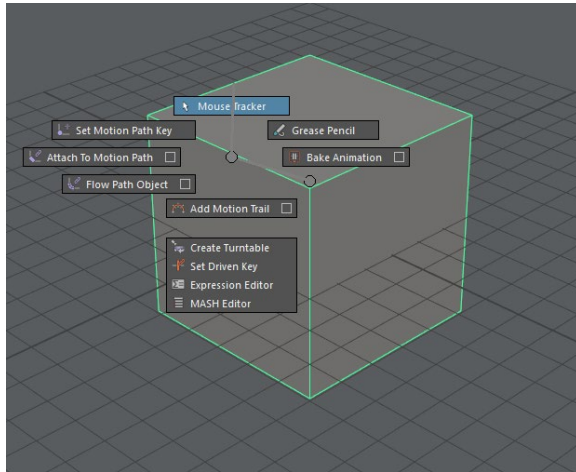 Mouse Tracker
Set Motion Path Key
Grease Pencil
Attach To Motion Path
Bake Animation
Flow Path Object
Add Motion Trail
Create Turntable
Set Driven Key
Expression Editor
MASH Editor